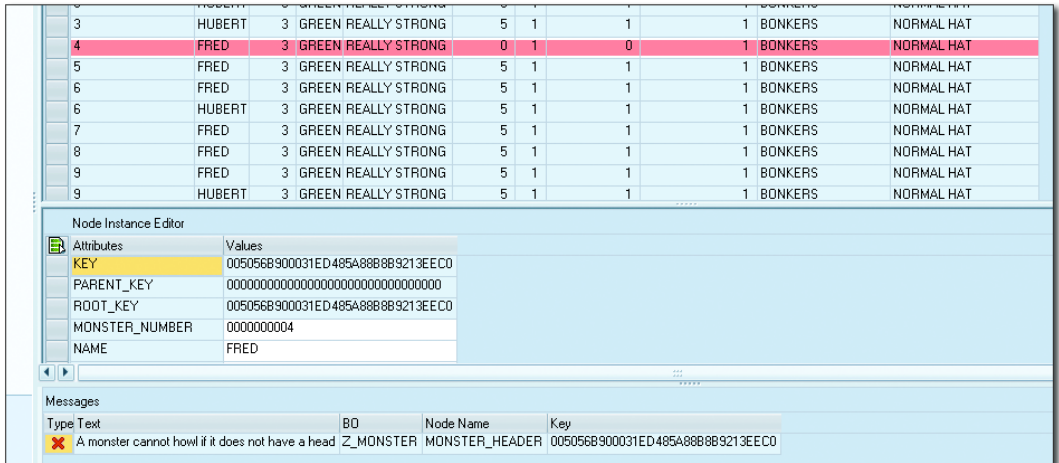 3 HUBERT 3 GREEN REALLY STRONG 5 1 1 1 BONKERS NORMAL HAT
4 FRED 3 GREEN REALLY STRONG 0 1 0 1 BONKERS NORMAL HAT
5 FRED 3 GREEN REALLY STRONG 5 1 1 1 BONKERS NORMAL HAT
6 FRED 3 GREEN REALLY STRONG 5 1 1 1 BONKERS NORMAL HAT
6 HUBERT 3 GREEN REALLY STRONG 5 1 1 1 BONKERS NORMAL HAT
7 FRED 3 GREEN REALLY STRONG 5 1 1 1 BONKERS NORMAL HAT
8 FRED 3 GREEN REALLY STRONG 5 1 1 1 BONKERS NORMAL HAT
9 FRED 3 GREEN REALLY STRONG 5 1 1 1 BONKERS NORMAL HAT
9 HUBERT 3 GREEN REALLY STRONG 5 1 1 1 BONKERS NORMAL HAT
Node Instance Editor
Attributes Values
KEY 005056B900031ED485A88B8B9213EEC0
PARENT_KEY 00000000000000000000000000000000
ROOT_KEY 005056B900031ED485A88B8B9213EEC0
MONSTER_NUMBER 0000000004
NAME FRED
Messages
Type Text BO Node Name Key
A monster cannot howl if it does not have a head Z_MONSTER MONSTER_HEADER 005056B900031ED485A88B8B9213EEC0